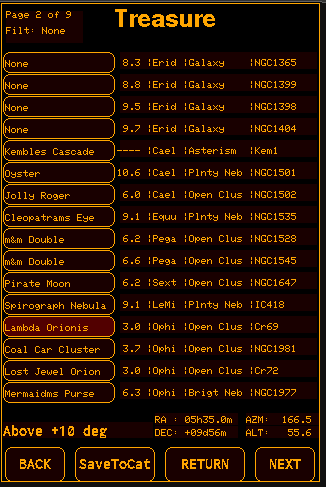 Page 2 of 9
Filt: None
Treasure
None 8.3 |Erid |Galaxy |NGC1365
None 8.8 |Erid |Galaxy |NGC1399
None 9.5 |Erid |Galaxy |NGC1398
None 9.7 |Erid |Galaxy |NGC1404
Kembles Cascade ---- |Cael |Asterism |Kem1
Oyster 10.6 |Cael |Plnty Neb |NGC1501
Jolly Roger 6.0 |Cael |Open Clus |NGC1502
Cleopatrams Eye 9.1 |Equu |Plnty Neb |NGC1535
m&m Double 6.2 |Pega |Open Clus |NGC1528
m&m Double 6.6 |Pega |Open Clus |NGC1545
Pirate Moon 6.2 |Sext |Open Clus |NGC1647
Spirograph Nebula 9.1 |LeMi |Plnty Neb |IC418
Lambda Orionis 3.0 |Ophi |Open Clus |Cr69
Coal Car Cluster 3.7 |Ophi |Open Clus |NGC1981
Lost Jewel Orion 3.0 |Ophi |Open Clus |Cr72
Mermaidms Purse 6.3 |Ophi |Brigt Neb |NGC1977
Above +10 deg
RA : 05h35.0m AZM: 166.5
DEC: +09d56m ALT: 55.6
BACK SaveToCat RETURN NEXT